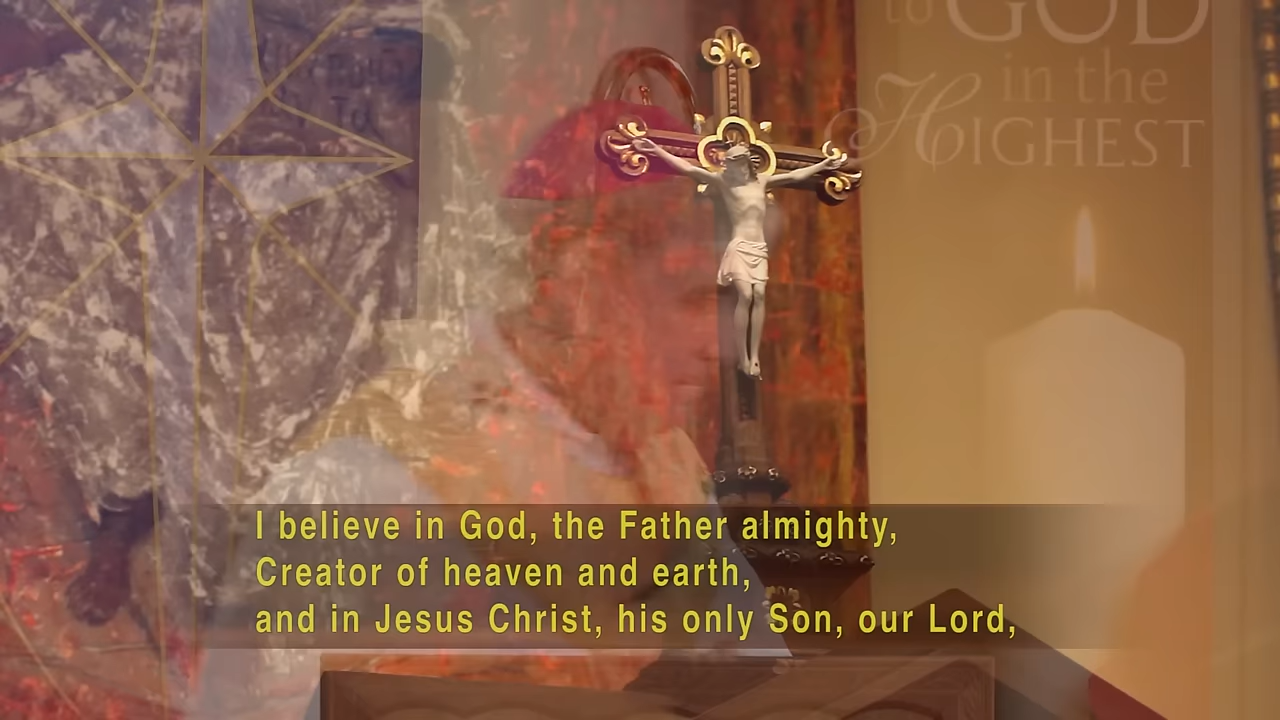 to GOD
in the
HIGHEST
I believe in God, the Father almighty,
Creator of heaven and earth,
and in Jesus Christ, his only Son, our Lord,